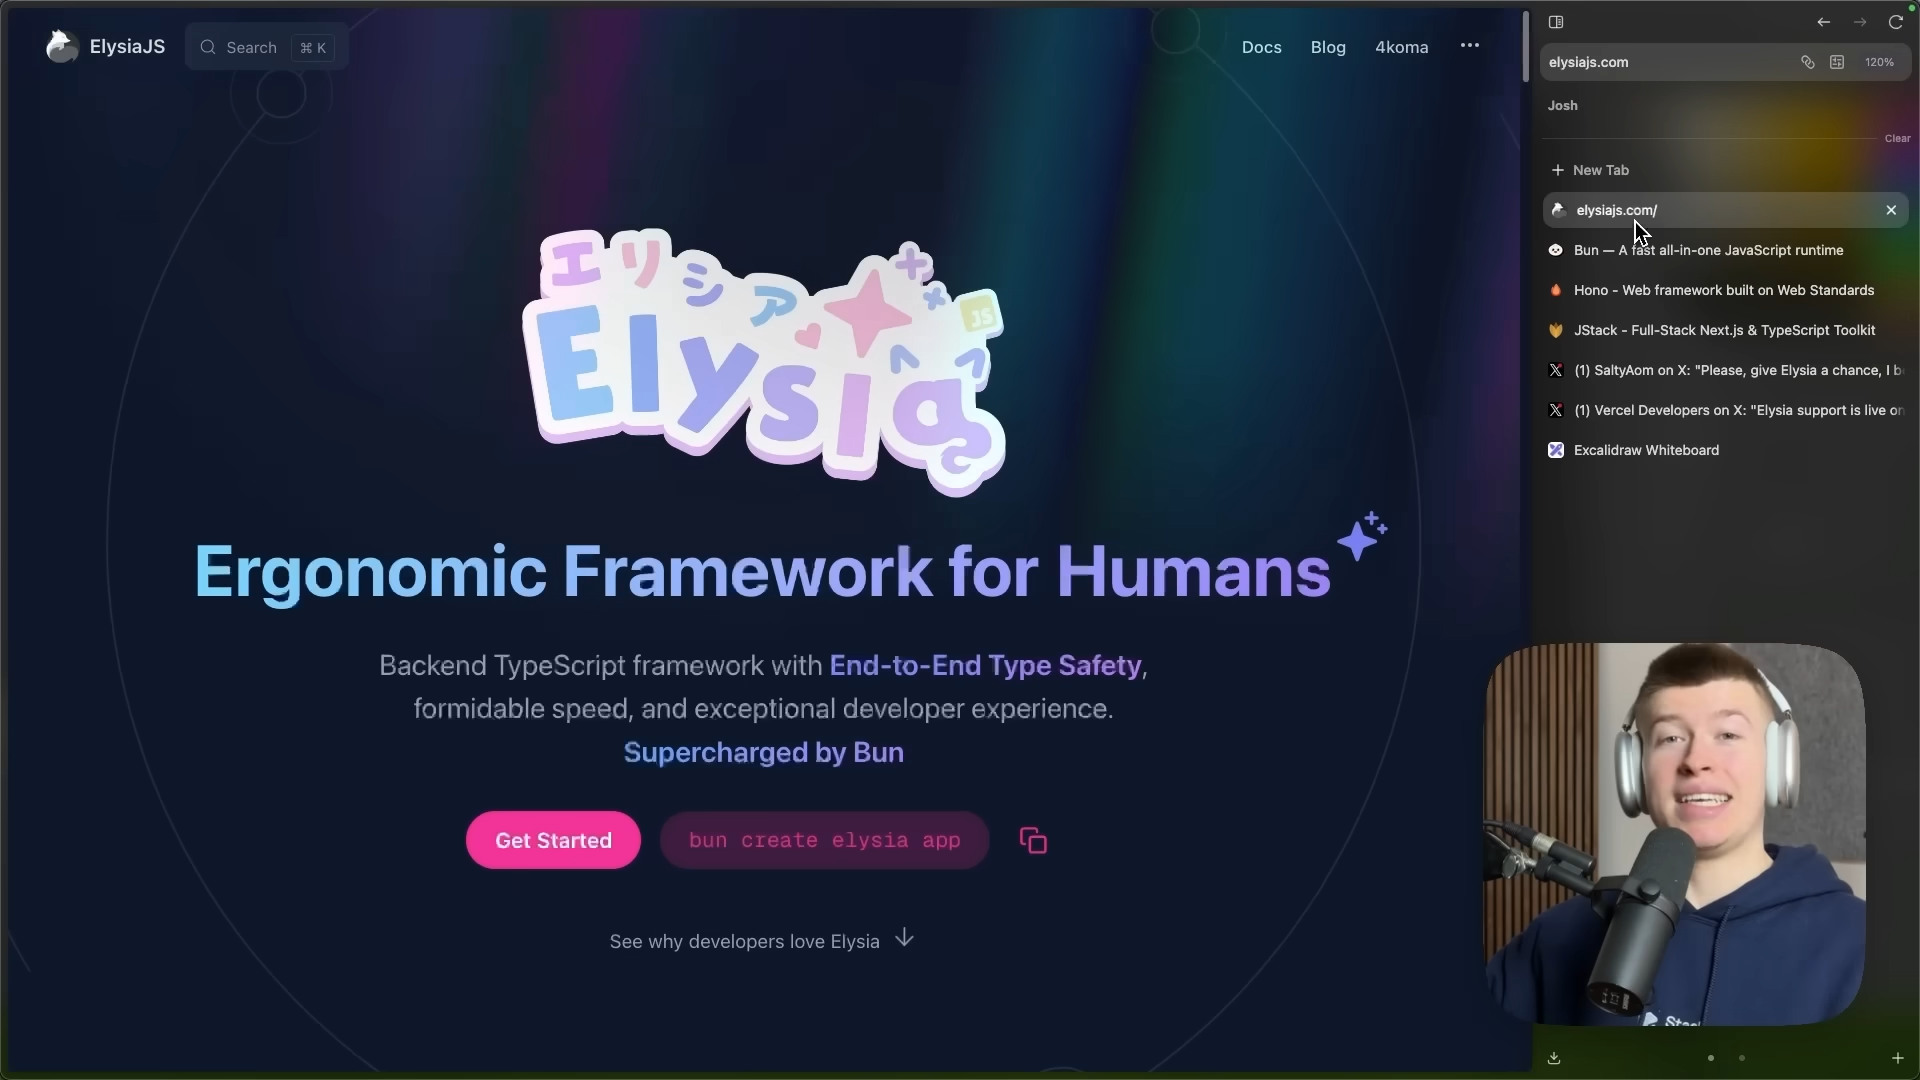 ElysiaJS
Search
⌘ K
Docs
Blog
4koma
エリシア
Elysia
JS
Ergonomic Framework for Humans
Backend TypeScript framework with End-to-End Type Safety,
formidable speed, and exceptional developer experience.
Supercharged by Bun
Get Started
bun create elysia app
See why developers love Elysia
elysiajs.com
120%
Josh
Clear
New Tab
elysiajs.com/
Bun — A fast all-in-one JavaScript runtime
Hono - Web framework built on Web Standards
JStack - Full-Stack Next.js & TypeScript Toolkit
(1) SaltyAom on X: "Please, give Elysia a chance, I b
(1) Vercel Developers on X: "Elysia support is live on
Excalidraw Whiteboard